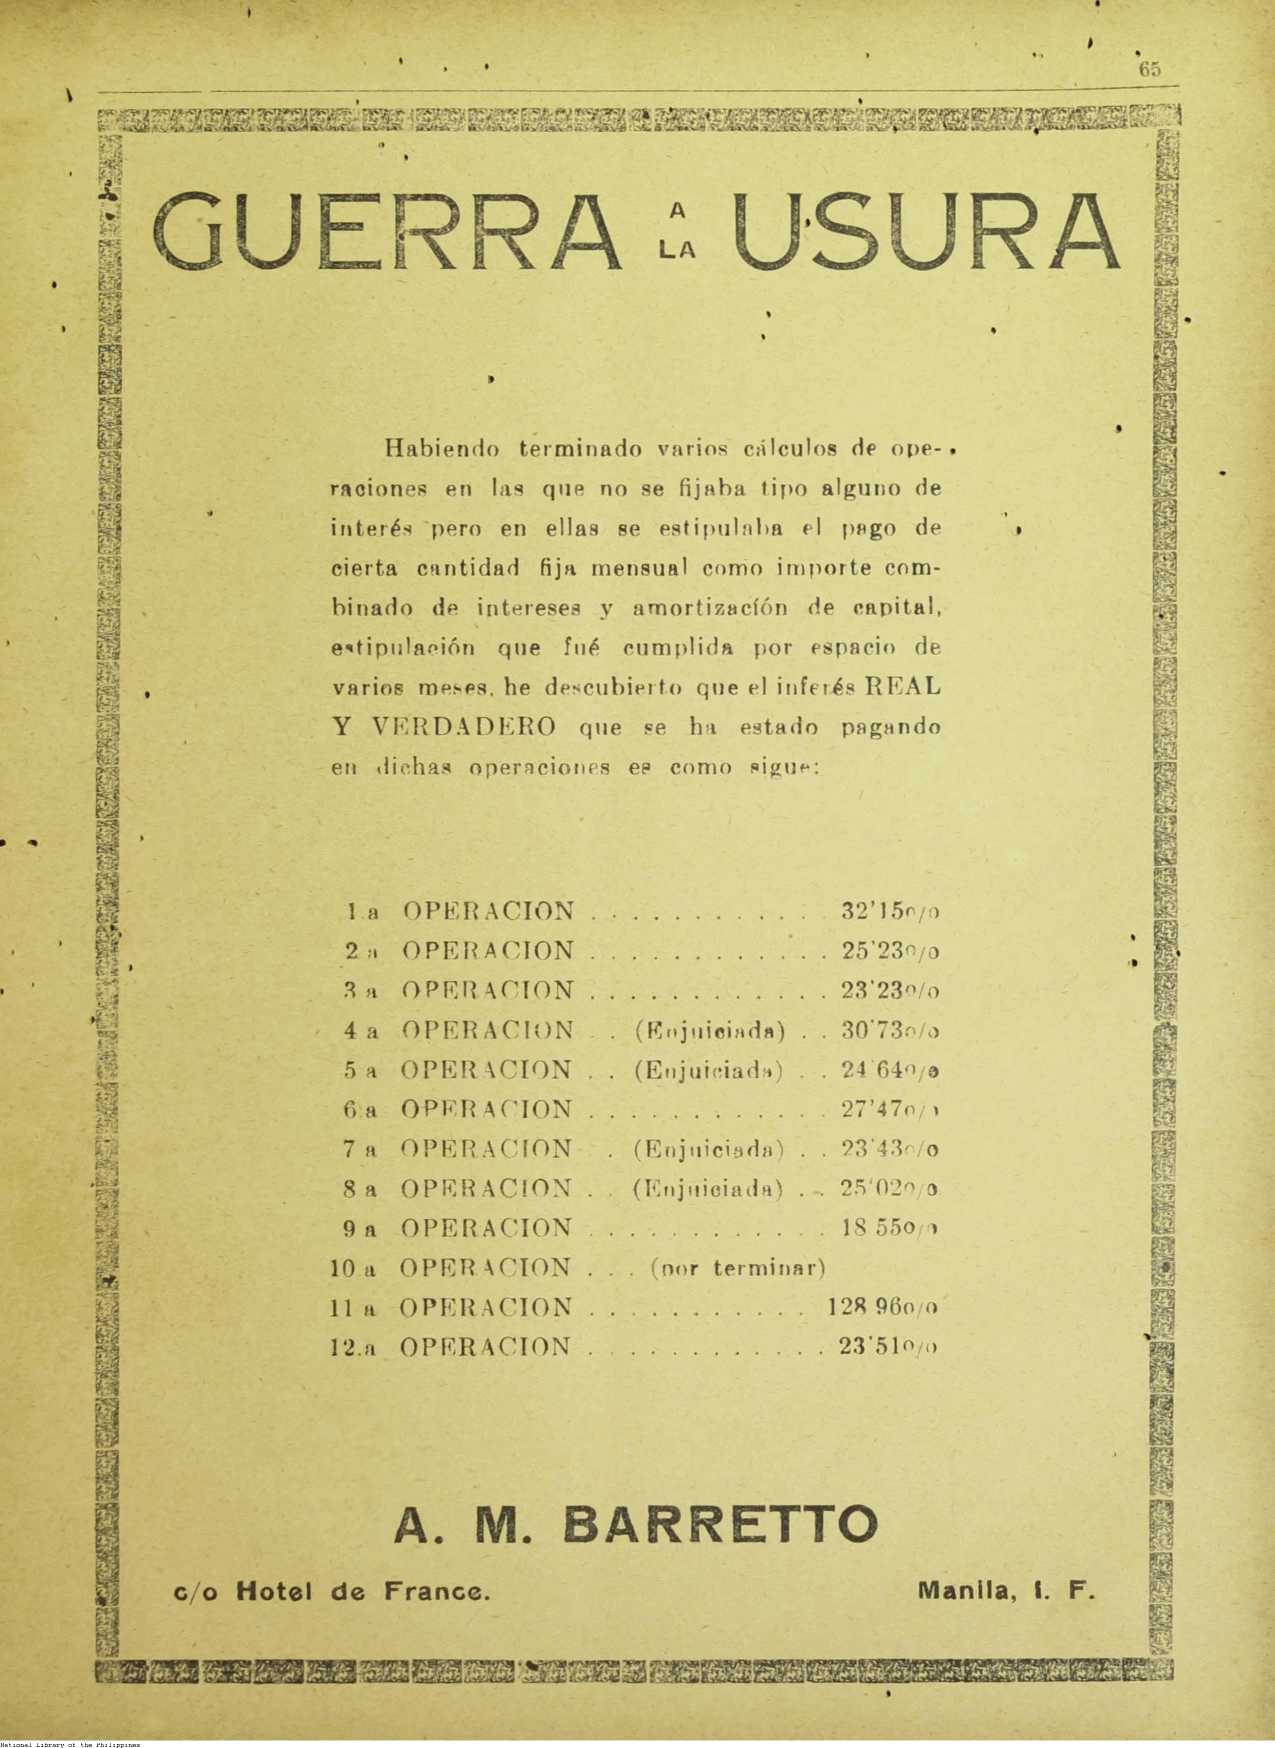 65
GUERRA A LA USURA
Habiendo terminado varios cálculos de ope-
raciones en las que no se fijaba tipo alguno de
interés pero en ellas se estipulaba el pago de
cierta cantidad fija mensual como importe com-
binado de intereses y amortización de capital,
estipulación que fué cumplida por espacio de
varios meses, he descubierto que el interés REAL
Y VERDADERO que se ha estado pagando
en dichas operaciones es como sigue:
1 a OPERACION . . . . . . . . . . . 32'15o/o
2 a OPERACION . . . . . . . . . . . . 25'23o/o
3 a OPERACION . . . . . . . . . . . . 23'23o/o
4 a OPERACION . . (Enjuiciada) . . 30'73o/o
5 a OPERACION . . (Enjuiciada) . . 24'64o/o
6 a OPERACION . . . . . . . . . . . . 27'47o/o
7 a OPERACION . (Enjuiciada) . . 23'43o/o
8 a OPERACION . . (Enjuiciada) . . 25'02o/o
9 a OPERACION . . . . . . . . . . . . 18 55o/o
10 a OPERACION . . . (por terminar)
11 a OPERACION . . . . . . . . . . . 128 96o/o
12.a OPERACION . . . . . . . . . . . . 23'51o/o
A. M. BARRETTO
c/o Hotel de France. Manila, I. F.
National Library of the Philippines